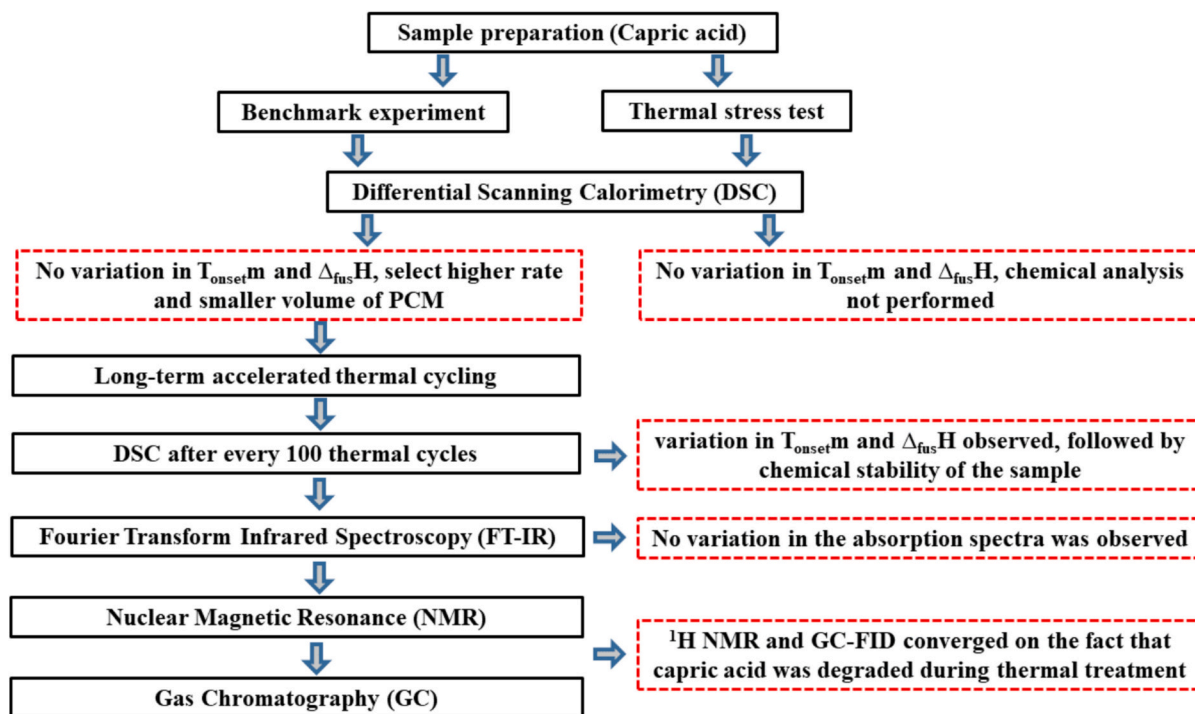 Sample preparation (Capric acid)
Benchmark experiment
Thermal stress test
Differential Scanning Calorimetry (DSC)
No variation in Tonsetm and ΔfusH, select higher rate
and smaller volume of PCM
No variation in Tonsetm and ΔfusH, chemical analysis
not performed
Long-term accelerated thermal cycling
DSC after every 100 thermal cycles
variation in Tonsetm and ΔfusH observed, followed by
chemical stability of the sample
Fourier Transform Infrared Spectroscopy (FT-IR)
No variation in the absorption spectra was observed
Nuclear Magnetic Resonance (NMR)
¹H NMR and GC-FID converged on the fact that
capric acid was degraded during thermal treatment
Gas Chromatography (GC)